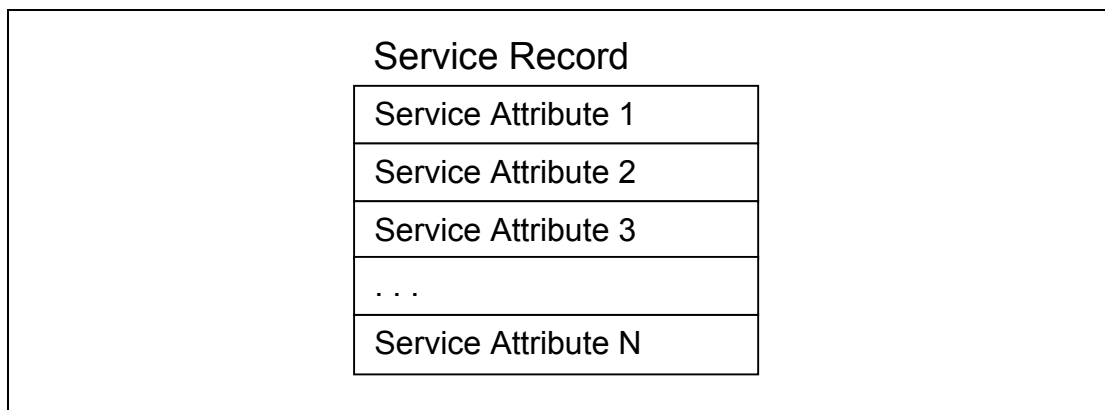 Service Record
Service Attribute 1
Service Attribute 2
Service Attribute 3
. . .
Service Attribute N